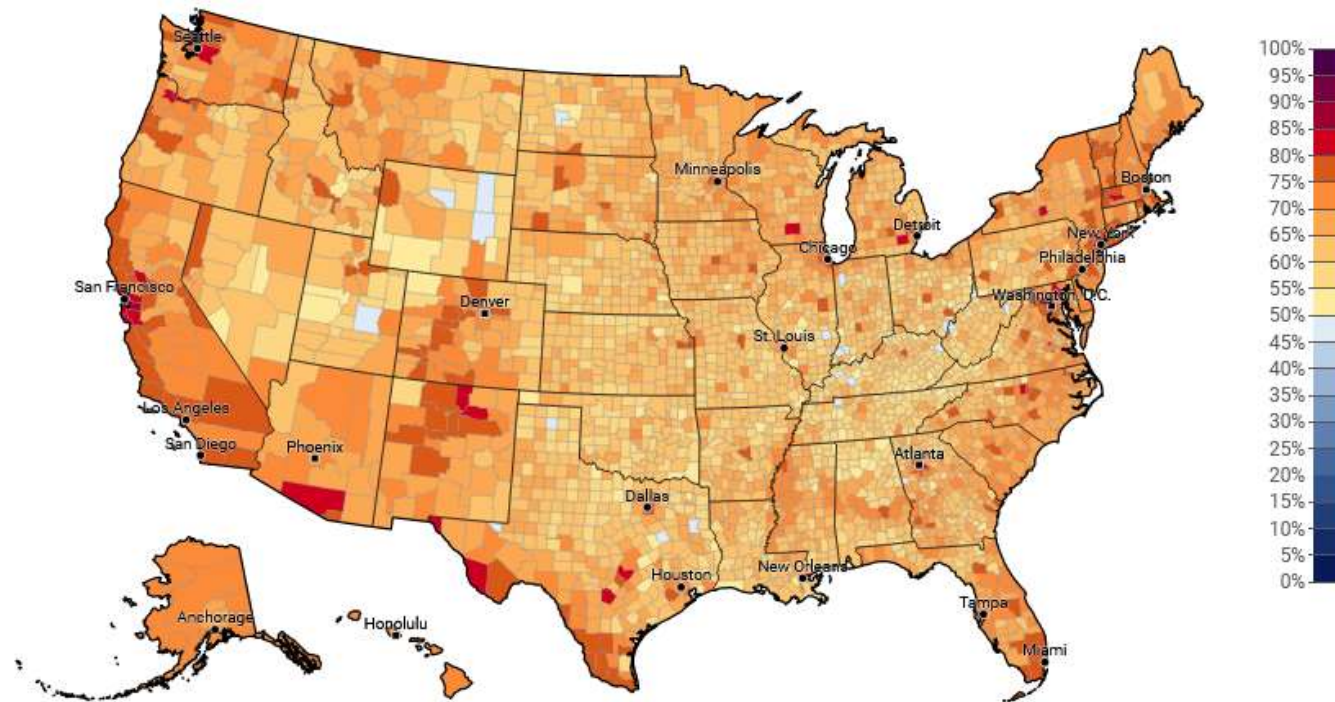 Seattle
Minneapolis
Boston
Detroit
New York
Chicago
Philadelphia
San Francisco
Denver
Washington, D.C.
St. Louis
Los Angeles
San Diego
Phoenix
Atlanta
Dallas
Houston
New Orleans
Tampa
Anchorage
Honolulu
Miami
100%
95%
90%
85%
80%
75%
70%
65%
60%
55%
50%
45%
40%
35%
30%
25%
20%
15%
10%
5%
0%